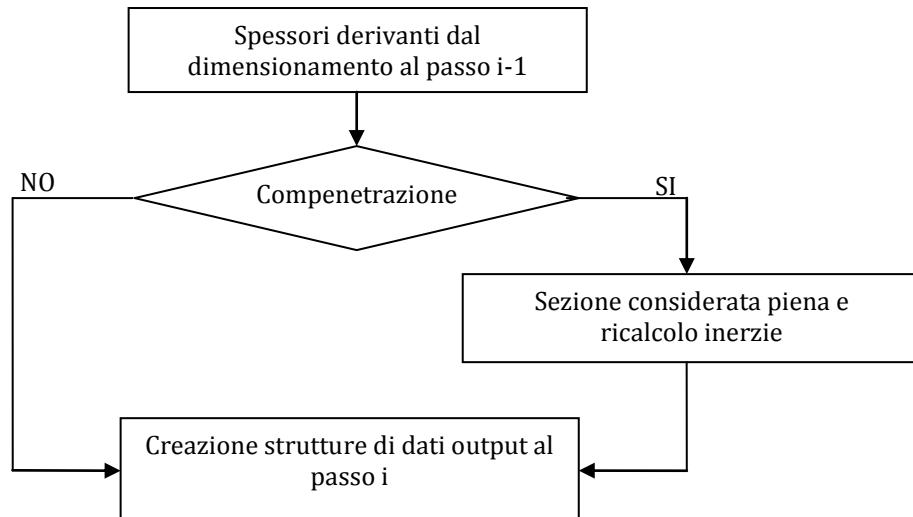 Spessori derivanti dal
dimensionamento al passo i-1
NO
Compenetrazione
SI
Sezione considerata piena e
ricalcolo inerzie
Creazione strutture di dati output al
passo i